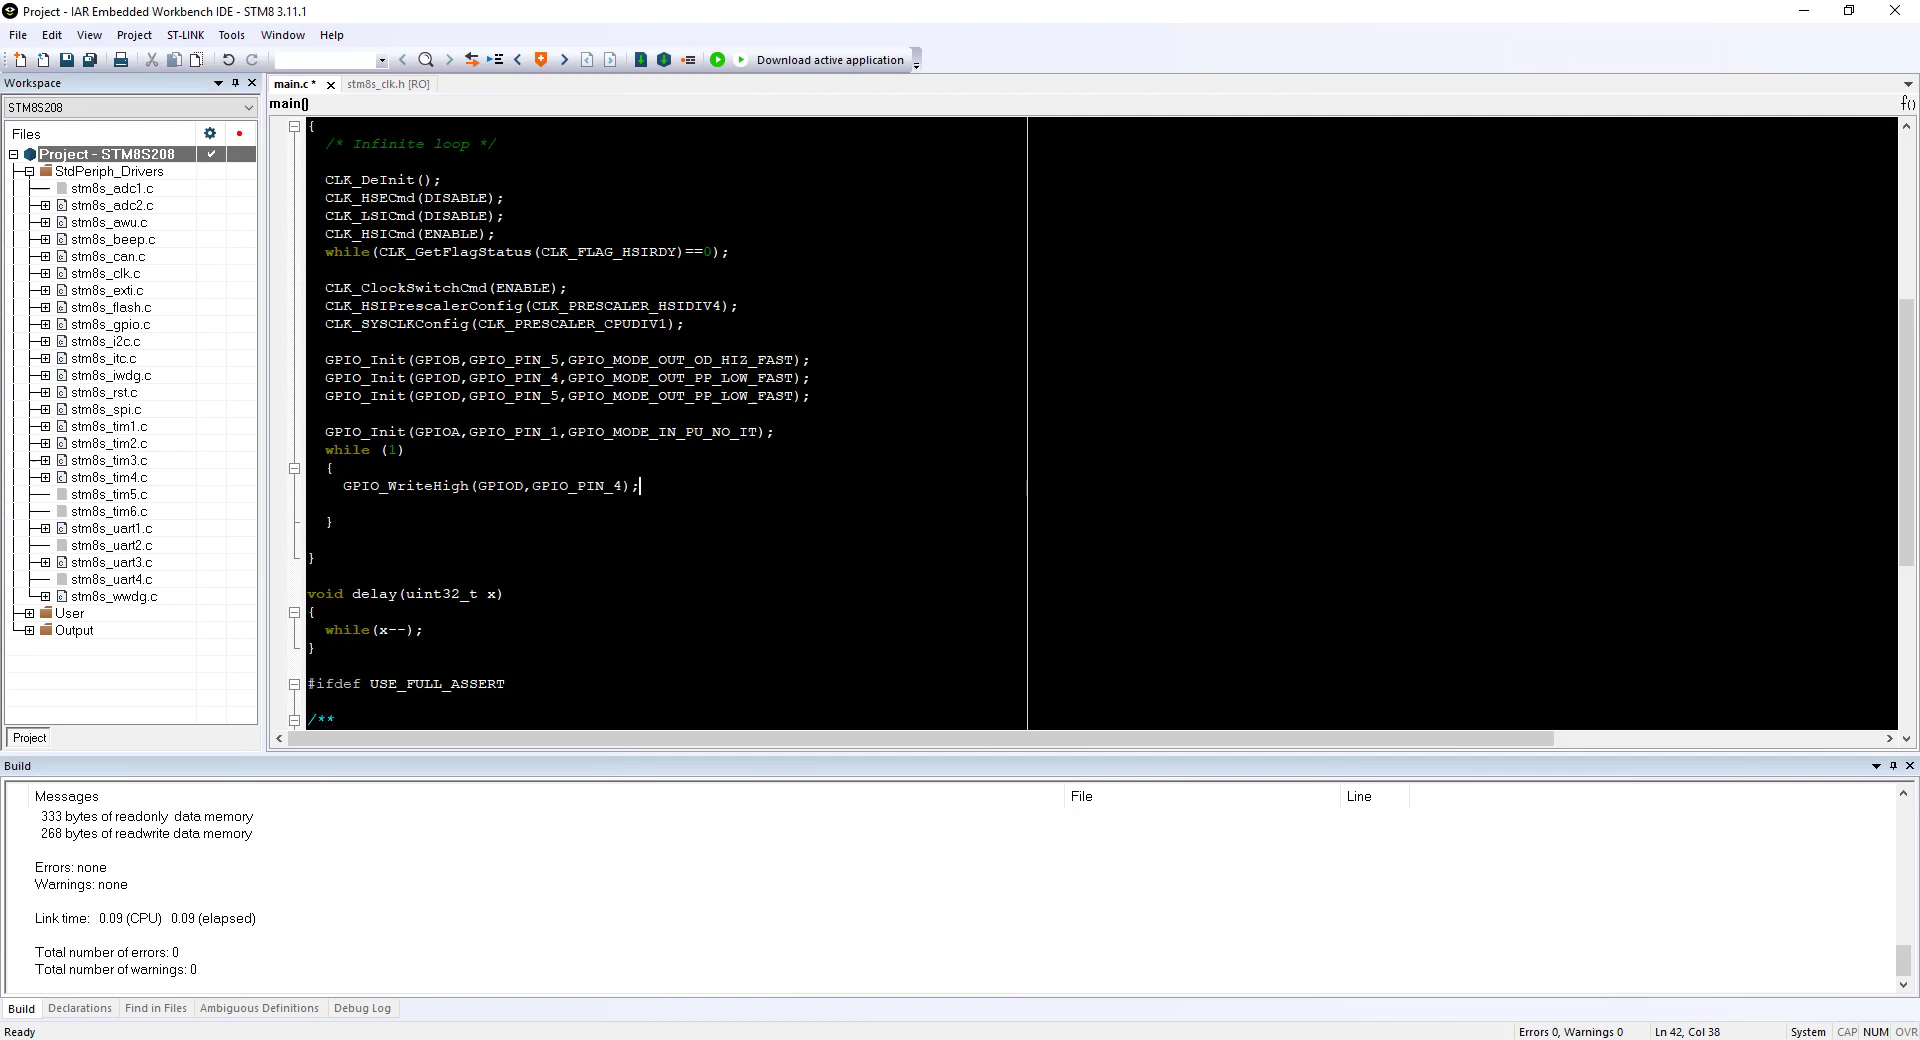 Project - IAR Embedded Workbench IDE - STM8 3.11.1
File Edit View Project ST-LINK Tools Window Help
Download active application
Workspace
main.c * stm8s_clk.h [RO]
STM8S208
main() f()
Files
Project - STM8S208
StdPeriph_Drivers
stm8s_adc1.c
stm8s_adc2.c
stm8s_awu.c
stm8s_beep.c
stm8s_can.c
stm8s_clk.c
stm8s_exti.c
stm8s_flash.c
stm8s_gpio.c
stm8s_i2c.c
stm8s_itc.c
stm8s_iwdg.c
stm8s_rst.c
stm8s_spi.c
stm8s_tim1.c
stm8s_tim2.c
stm8s_tim3.c
stm8s_tim4.c
stm8s_tim5.c
stm8s_tim6.c
stm8s_uart1.c
stm8s_uart2.c
stm8s_uart3.c
stm8s_uart4.c
stm8s_wwdg.c
User
Output
Project
{
/* Infinite loop */
CLK_DeInit();
CLK_HSECmd(DISABLE);
CLK_LSICmd(DISABLE);
CLK_HSICmd(ENABLE);
while(CLK_GetFlagStatus(CLK_FLAG_HSIRDY)==0);
CLK_ClockSwitchCmd(ENABLE);
CLK_HSIPrescalerConfig(CLK_PRESCALER_HSIDIV4);
CLK_SYSCLKConfig(CLK_PRESCALER_CPUDIV1);
GPIO_Init(GPIOB,GPIO_PIN_5,GPIO_MODE_OUT_OD_HIZ_FAST);
GPIO_Init(GPIOD,GPIO_PIN_4,GPIO_MODE_OUT_PP_LOW_FAST);
GPIO_Init(GPIOD,GPIO_PIN_5,GPIO_MODE_OUT_PP_LOW_FAST);
GPIO_Init(GPIOA,GPIO_PIN_1,GPIO_MODE_IN_PU_NO_IT);
while (1)
{
GPIO_WriteHigh(GPIOD,GPIO_PIN_4);
}
}
void delay(uint32_t x)
{
while(x--);
}
#ifdef USE_FULL_ASSERT
/**
Build
Messages File Line
333 bytes of readonly data memory
268 bytes of readwrite data memory
Errors: none
Warnings: none
Link time: 0.09 (CPU) 0.09 (elapsed)
Total number of errors: 0
Total number of warnings: 0
Build Declarations Find in Files Ambiguous Definitions Debug Log
Ready Errors 0, Warnings 0 Ln 42, Col 38 System CAP NUM OVR